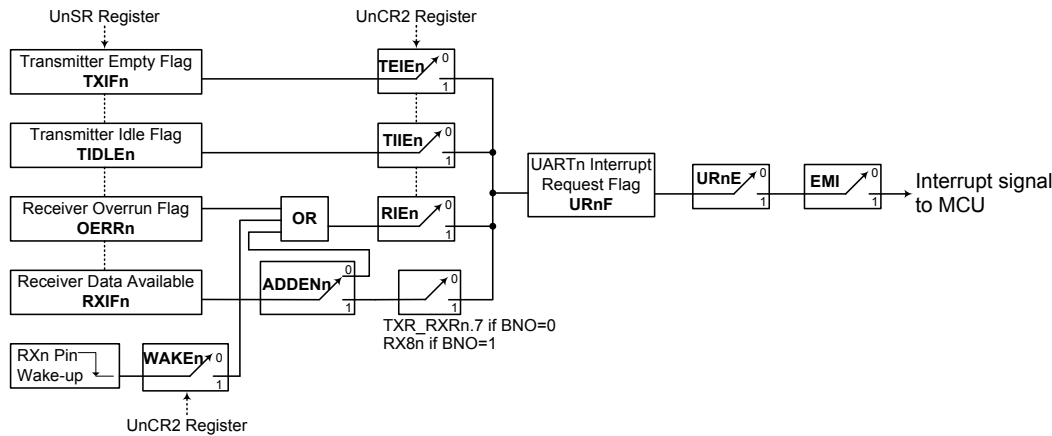 UnSR Register
UnCR2 Register
Transmitter Empty Flag
TXIFn
TEIEn
0
1
Transmitter Idle Flag
TIDLEn
TIIEn
0
1
UARTn Interrupt
Request Flag
URnF
URnE
0
1
EMI
0
1
Interrupt signal
to MCU
Receiver Overrun Flag
OERRn
OR
RIEn
0
1
Receiver Data Available
RXIFn
ADDENn
0
1
0
1
TXR_RXRn.7 if BNO=0
RX8n if BNO=1
RXn Pin
Wake-up
WAKEn
0
1
UnCR2 Register